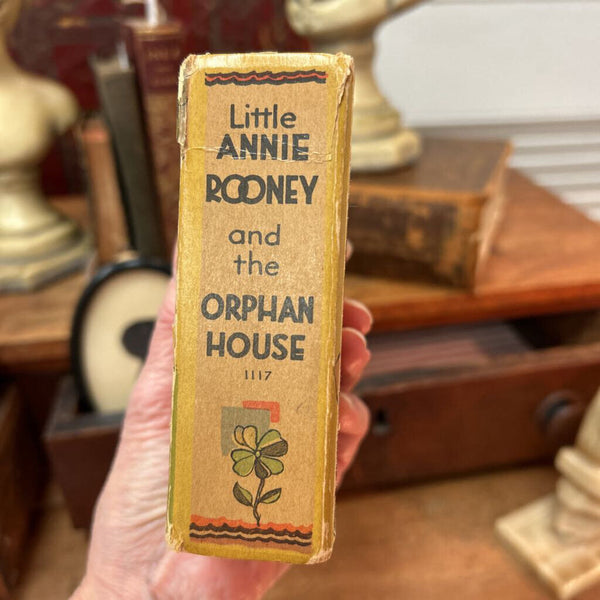 Little
ANNIE
ROONEY
and
the
ORPHAN
HOUSE
1117